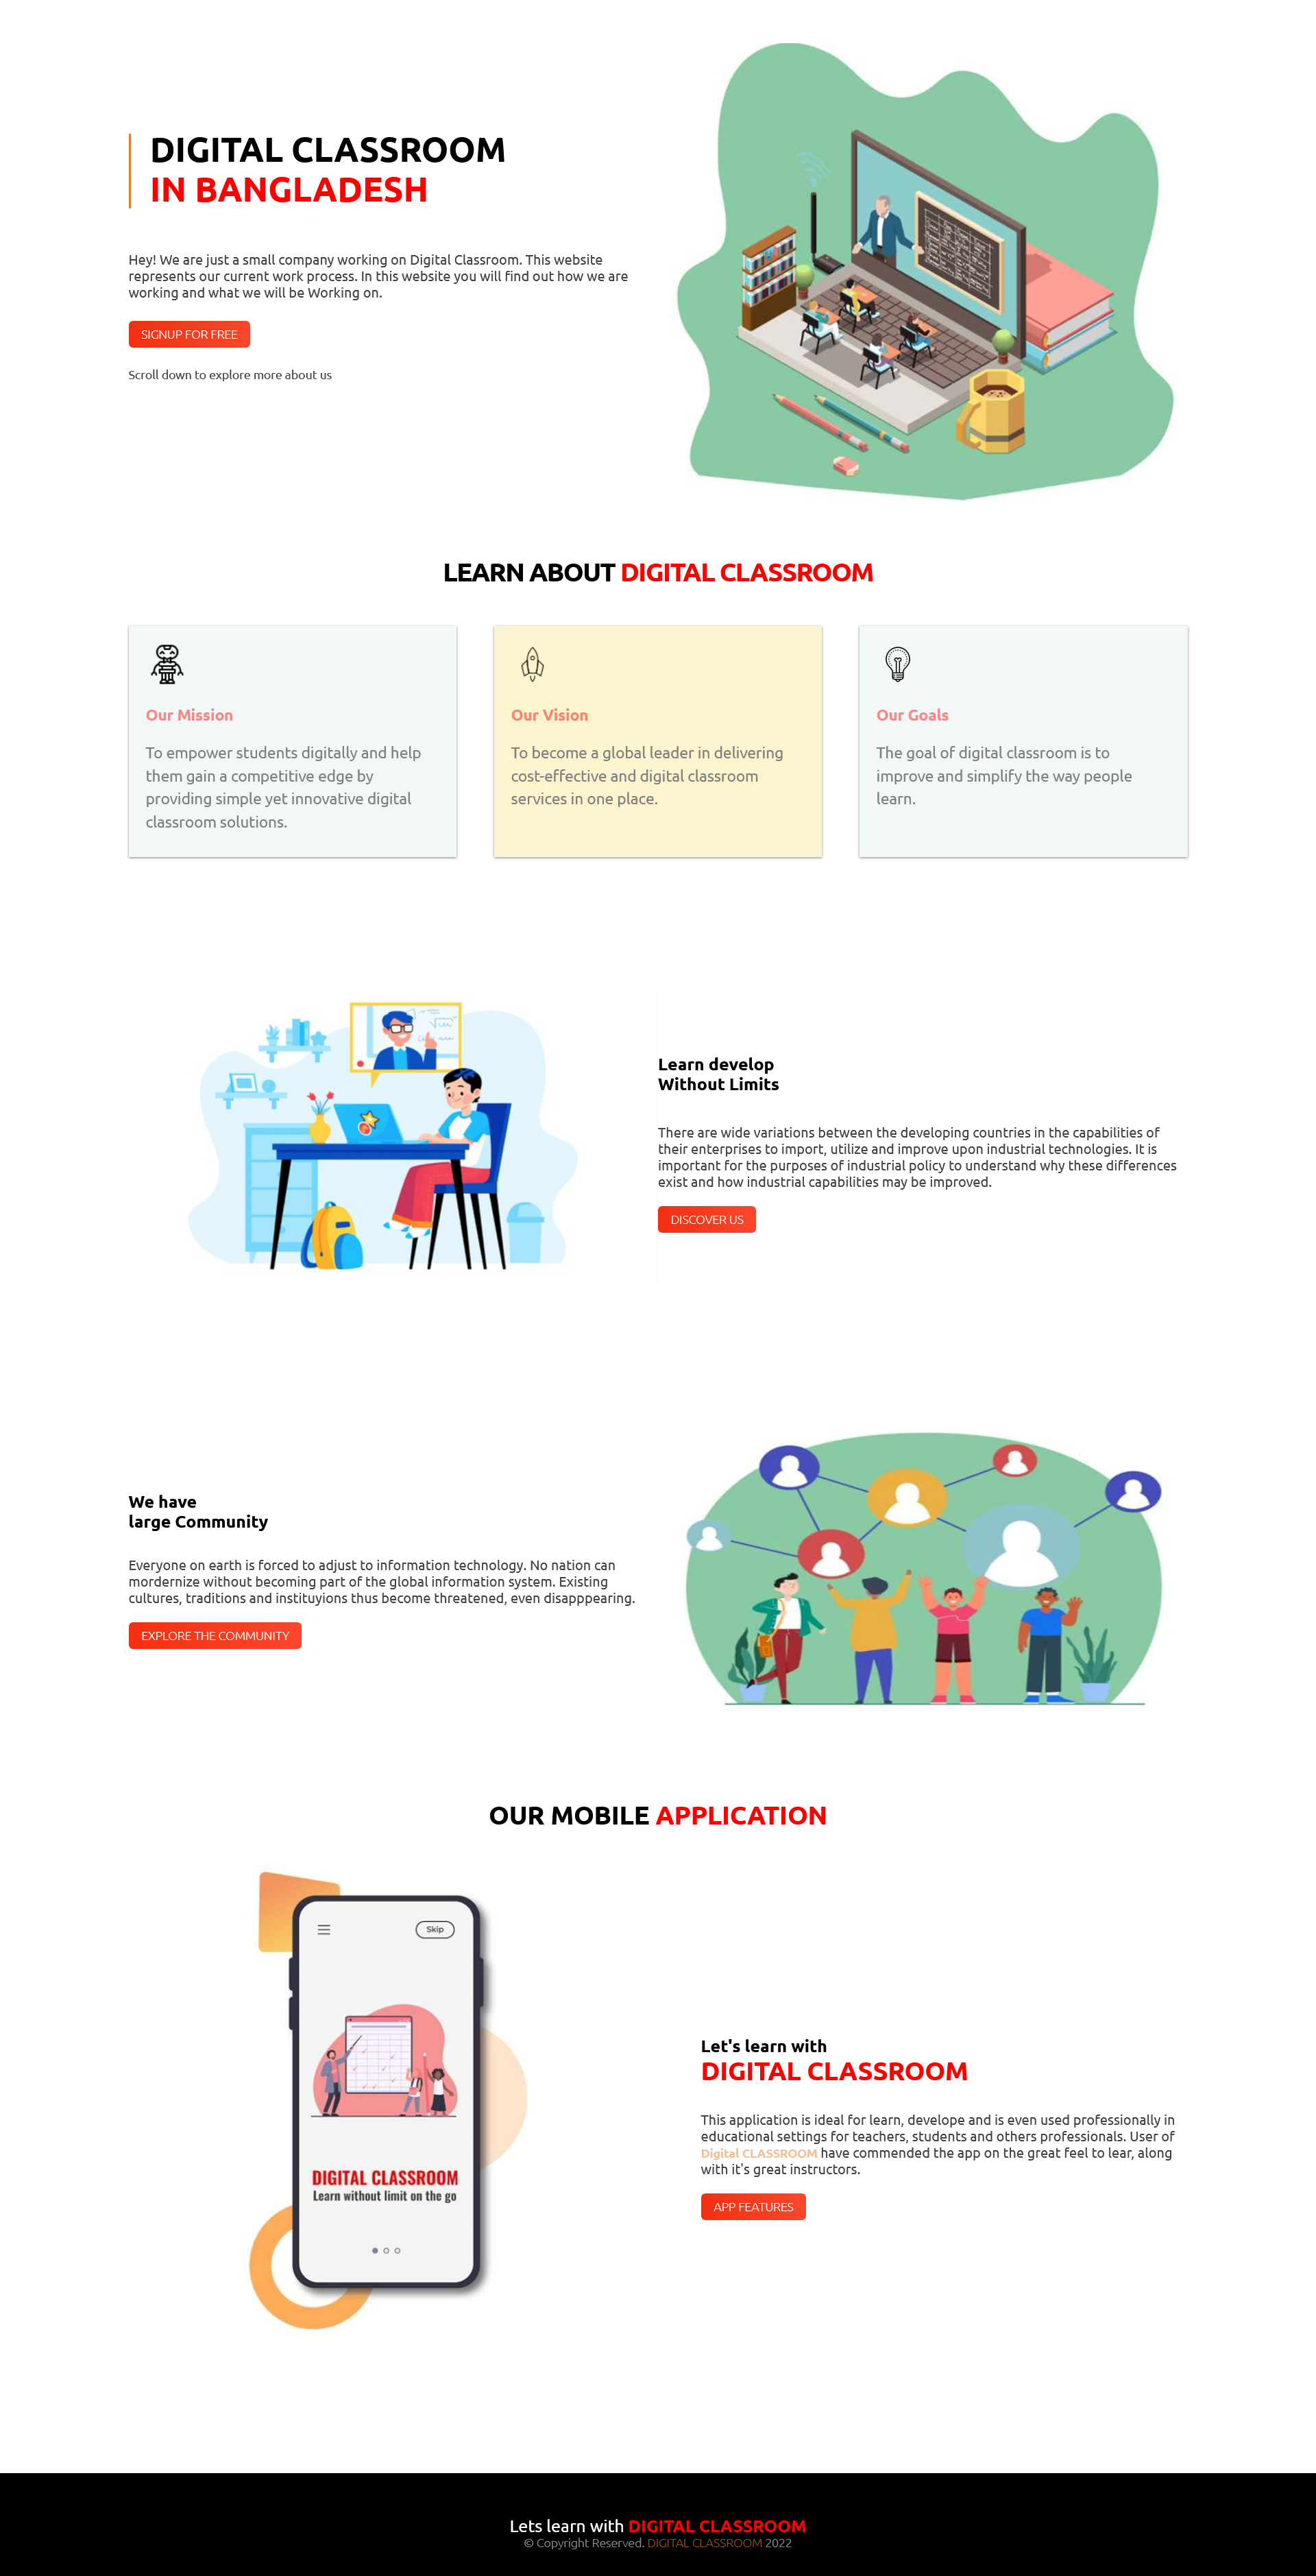 DIGITAL CLASSROOM
IN BANGLADESH
Hey! We are just a small company working on Digital Classroom. This website
represents our current work process. In this website you will find out how we are
working and what we will be Working on.
SIGNUP FOR FREE
Scroll down to explore more about us
LEARN ABOUT DIGITAL CLASSROOM
Our Mission
To empower students digitally and help
them gain a competitive edge by
providing simple yet innovative digital
classroom solutions.
Our Vision
To become a global leader in delivering
cost-effective and digital classroom
services in one place.
Our Goals
The goal of digital classroom is to
improve and simplify the way people
learn.
Learn develop
Without Limits
There are wide variations between the developing countries in the capabilities of
their enterprises to import, utilize and improve upon industrial technologies. It is
important for the purposes of industrial policy to understand why these differences
exist and how industrial capabilities may be improved.
DISCOVER US
We have
large Community
Everyone on earth is forced to adjust to information technology. No nation can
mordernize without becoming part of the global information system. Existing
cultures, traditions and instituyions thus become threatened, even disapppearing.
EXPLORE THE COMMUNITY
OUR MOBILE APPLICATION
Skip
DIGITAL CLASSROOM
Learn without limit on the go
Let's learn with
DIGITAL CLASSROOM
This application is ideal for learn, develope and is even used professionally in
educational settings for teachers, students and others professionals. User of
Digital CLASSROOM have commended the app on the great feel to lear, along
with it's great instructors.
APP FEATURES
Lets learn with DIGITAL CLASSROOM
© Copyright Reserved. DIGITAL CLASSROOM 2022